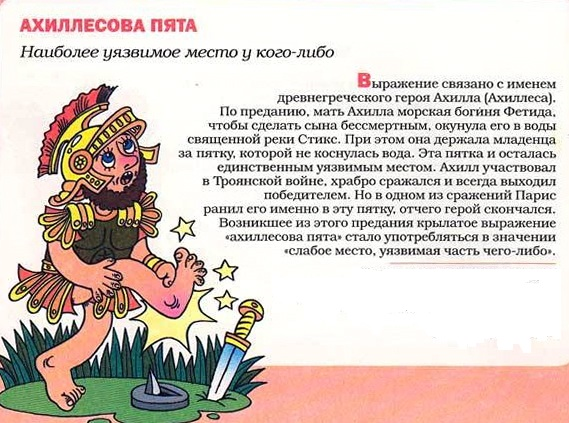 АХИЛЛЕСОВА ПЯТА
Наиболее уязвимое место у кого-либо
Выражение связано с именем
древнегреческого героя Ахилла (Ахиллеса).
По преданию, мать Ахилла морская богиня Фетида,
чтобы сделать сына бессмертным, окунула его в воды
священной реки Стикс. При этом она держала младенца
за пятку, которой не коснулась вода. Эта пятка и осталась
единственным уязвимым местом. Ахилл участвовал
в Троянской войне, храбро сражался и всегда выходил
победителем. Но в одном из сражений Парис
ранил его именно в эту пятку, отчего герой скончался.
Возникшее из этого предания крылатое выражение
«ахиллесова пята» стало употребляться в значении
«слабое место, уязвимая часть чего-либо».